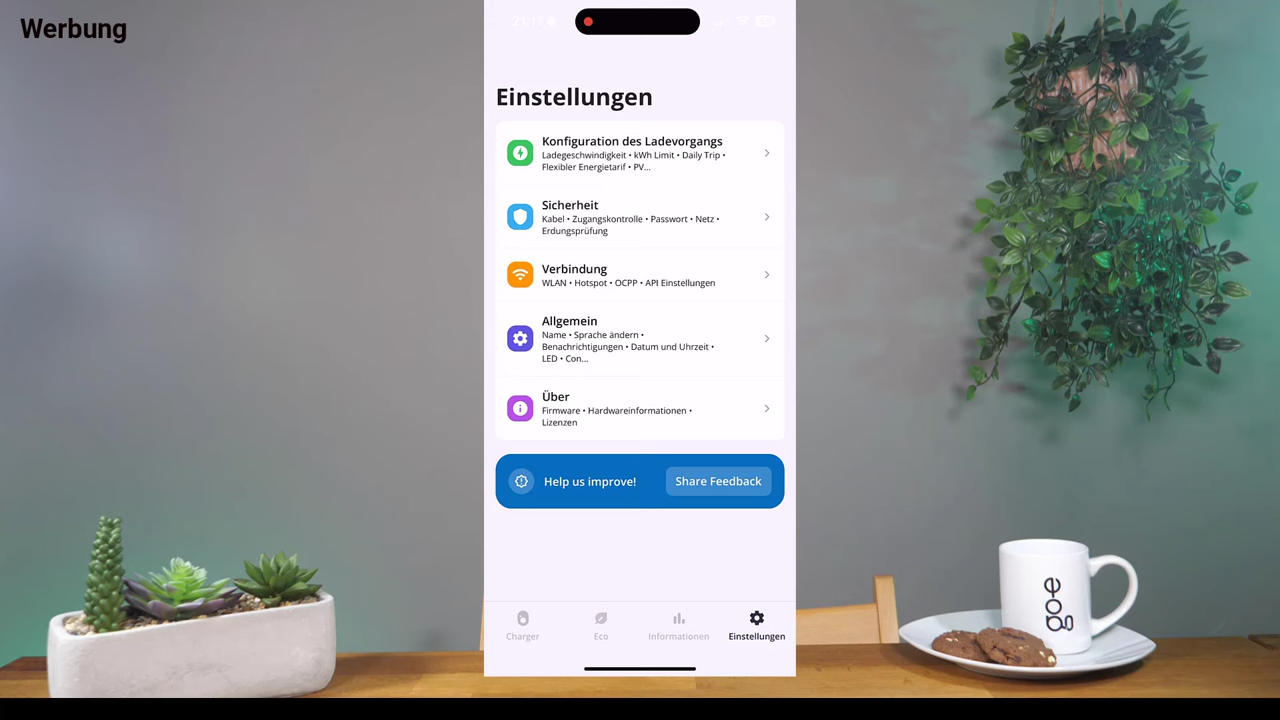 Werbung
Einstellungen
Konfiguration des Ladevorgangs
Ladegeschwindigkeit • kWh Limit • Daily Trip •
Flexibler Energietarif • PV...
Sicherheit
Kabel • Zugangskontrolle • Passwort • Netz •
Erdungsprüfung
Verbindung
WLAN • Hotspot • OCPP • API Einstellungen
Allgemein
Name • Sprache ändern •
Benachrichtigungen • Datum und Uhrzeit •
LED • Con...
Über
Firmware • Hardwareinformationen •
Lizenzen
Help us improve!
Share Feedback
Charger
Eco
Informationen
Einstellungen
go-e